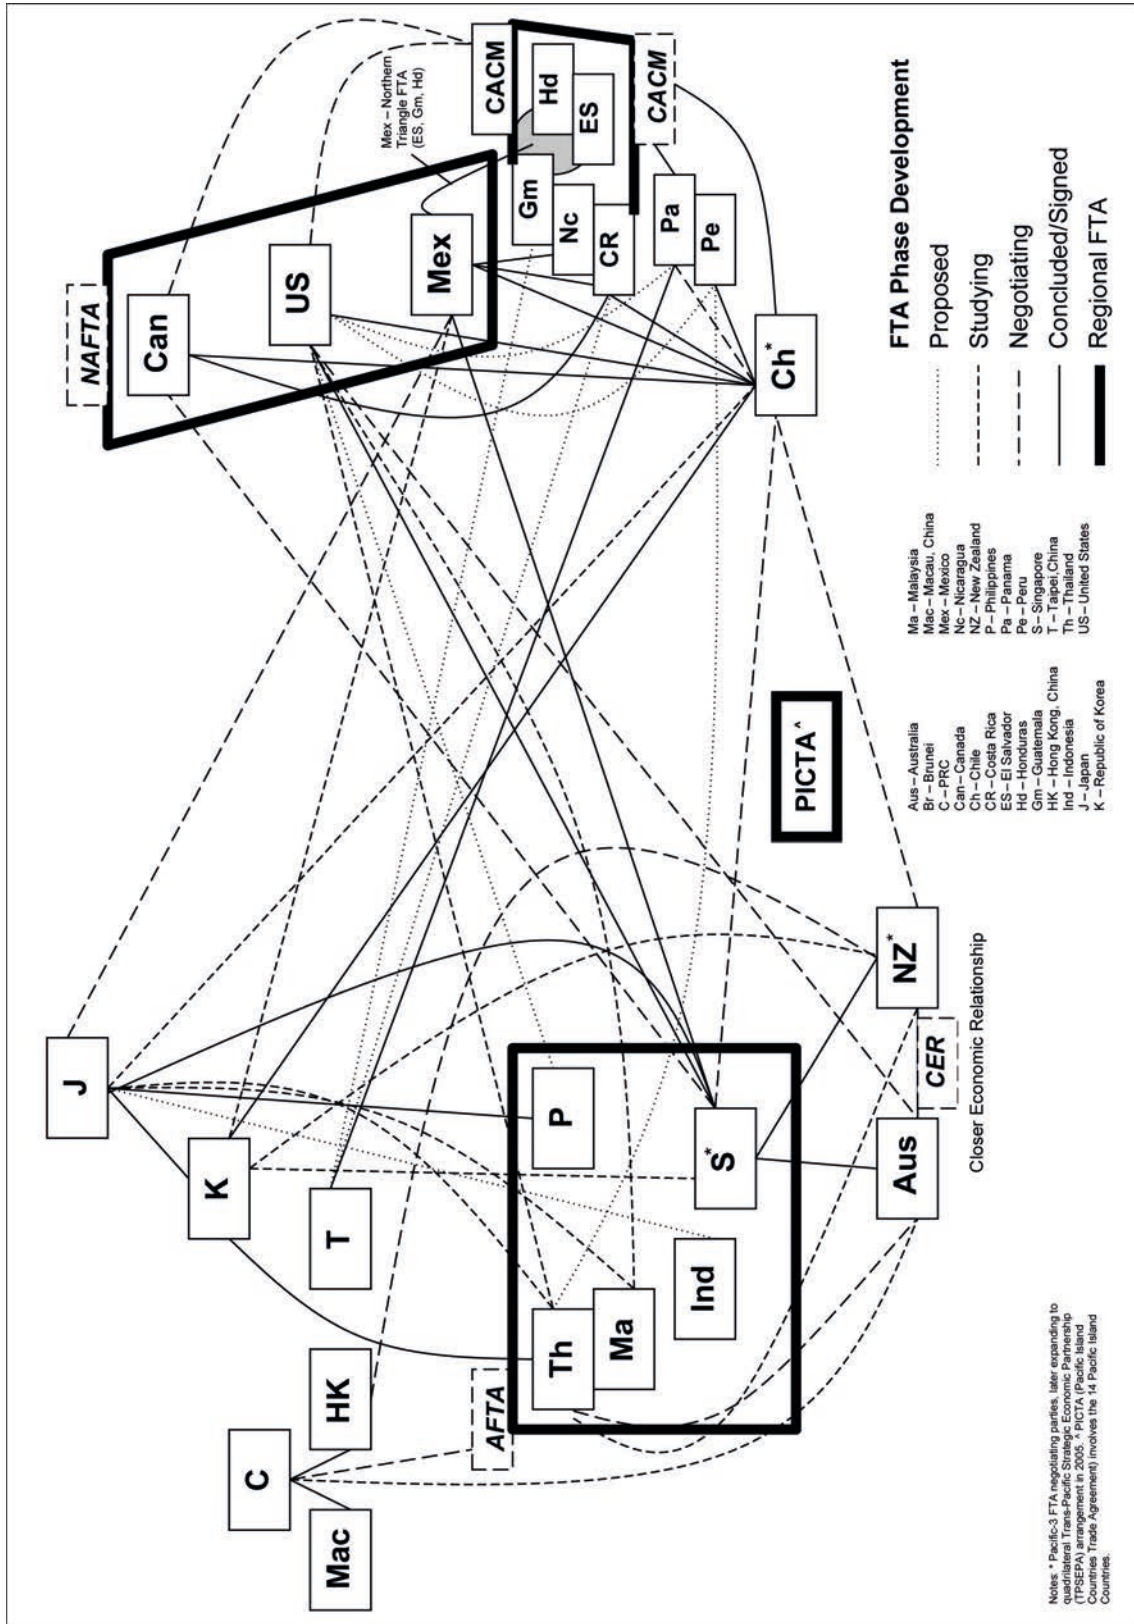 J
K
C
T
HK
Mac
NAFTA
Can
US
Mex
Mex – Northern
Triangle FTA
(ES, Gm, Hd)
CACM
Hd
ES
Gm
Nc
CR
CACM
Pa
Pe
Ch*
AFTA
Th
Ma
P
Ind
S*
PICTA^
Aus
CER
NZ*
Closer Economic Relationship
Aus – Australia
Br – Brunei
C – PRC
Can – Canada
Ch – Chile
CR – Costa Rica
ES – El Salvador
Hd – Honduras
Gm – Guatemala
HK – Hong Kong, China
Ind – Indonesia
J – Japan
K – Republic of Korea
Ma – Malaysia
Mac – Macau, China
Mex – Mexico
Nc – Nicaragua
NZ – New Zealand
P – Philippines
Pa – Panama
Pe – Peru
S – Singapore
T – Taipei,China
Th – Thailand
US – United States
FTA Phase Development
Proposed
Studying
Negotiating
Concluded/Signed
Regional FTA
Notes: * Pacific-3 FTA negotiating parties, later expanding to
quadrilateral Trans-Pacific Strategic Economic Partnership
(TPSEPA) arrangement in 2005. ^ PICTA (Pacific Island
Countries Trade Agreement) involves the 14 Pacific Island
Countries.